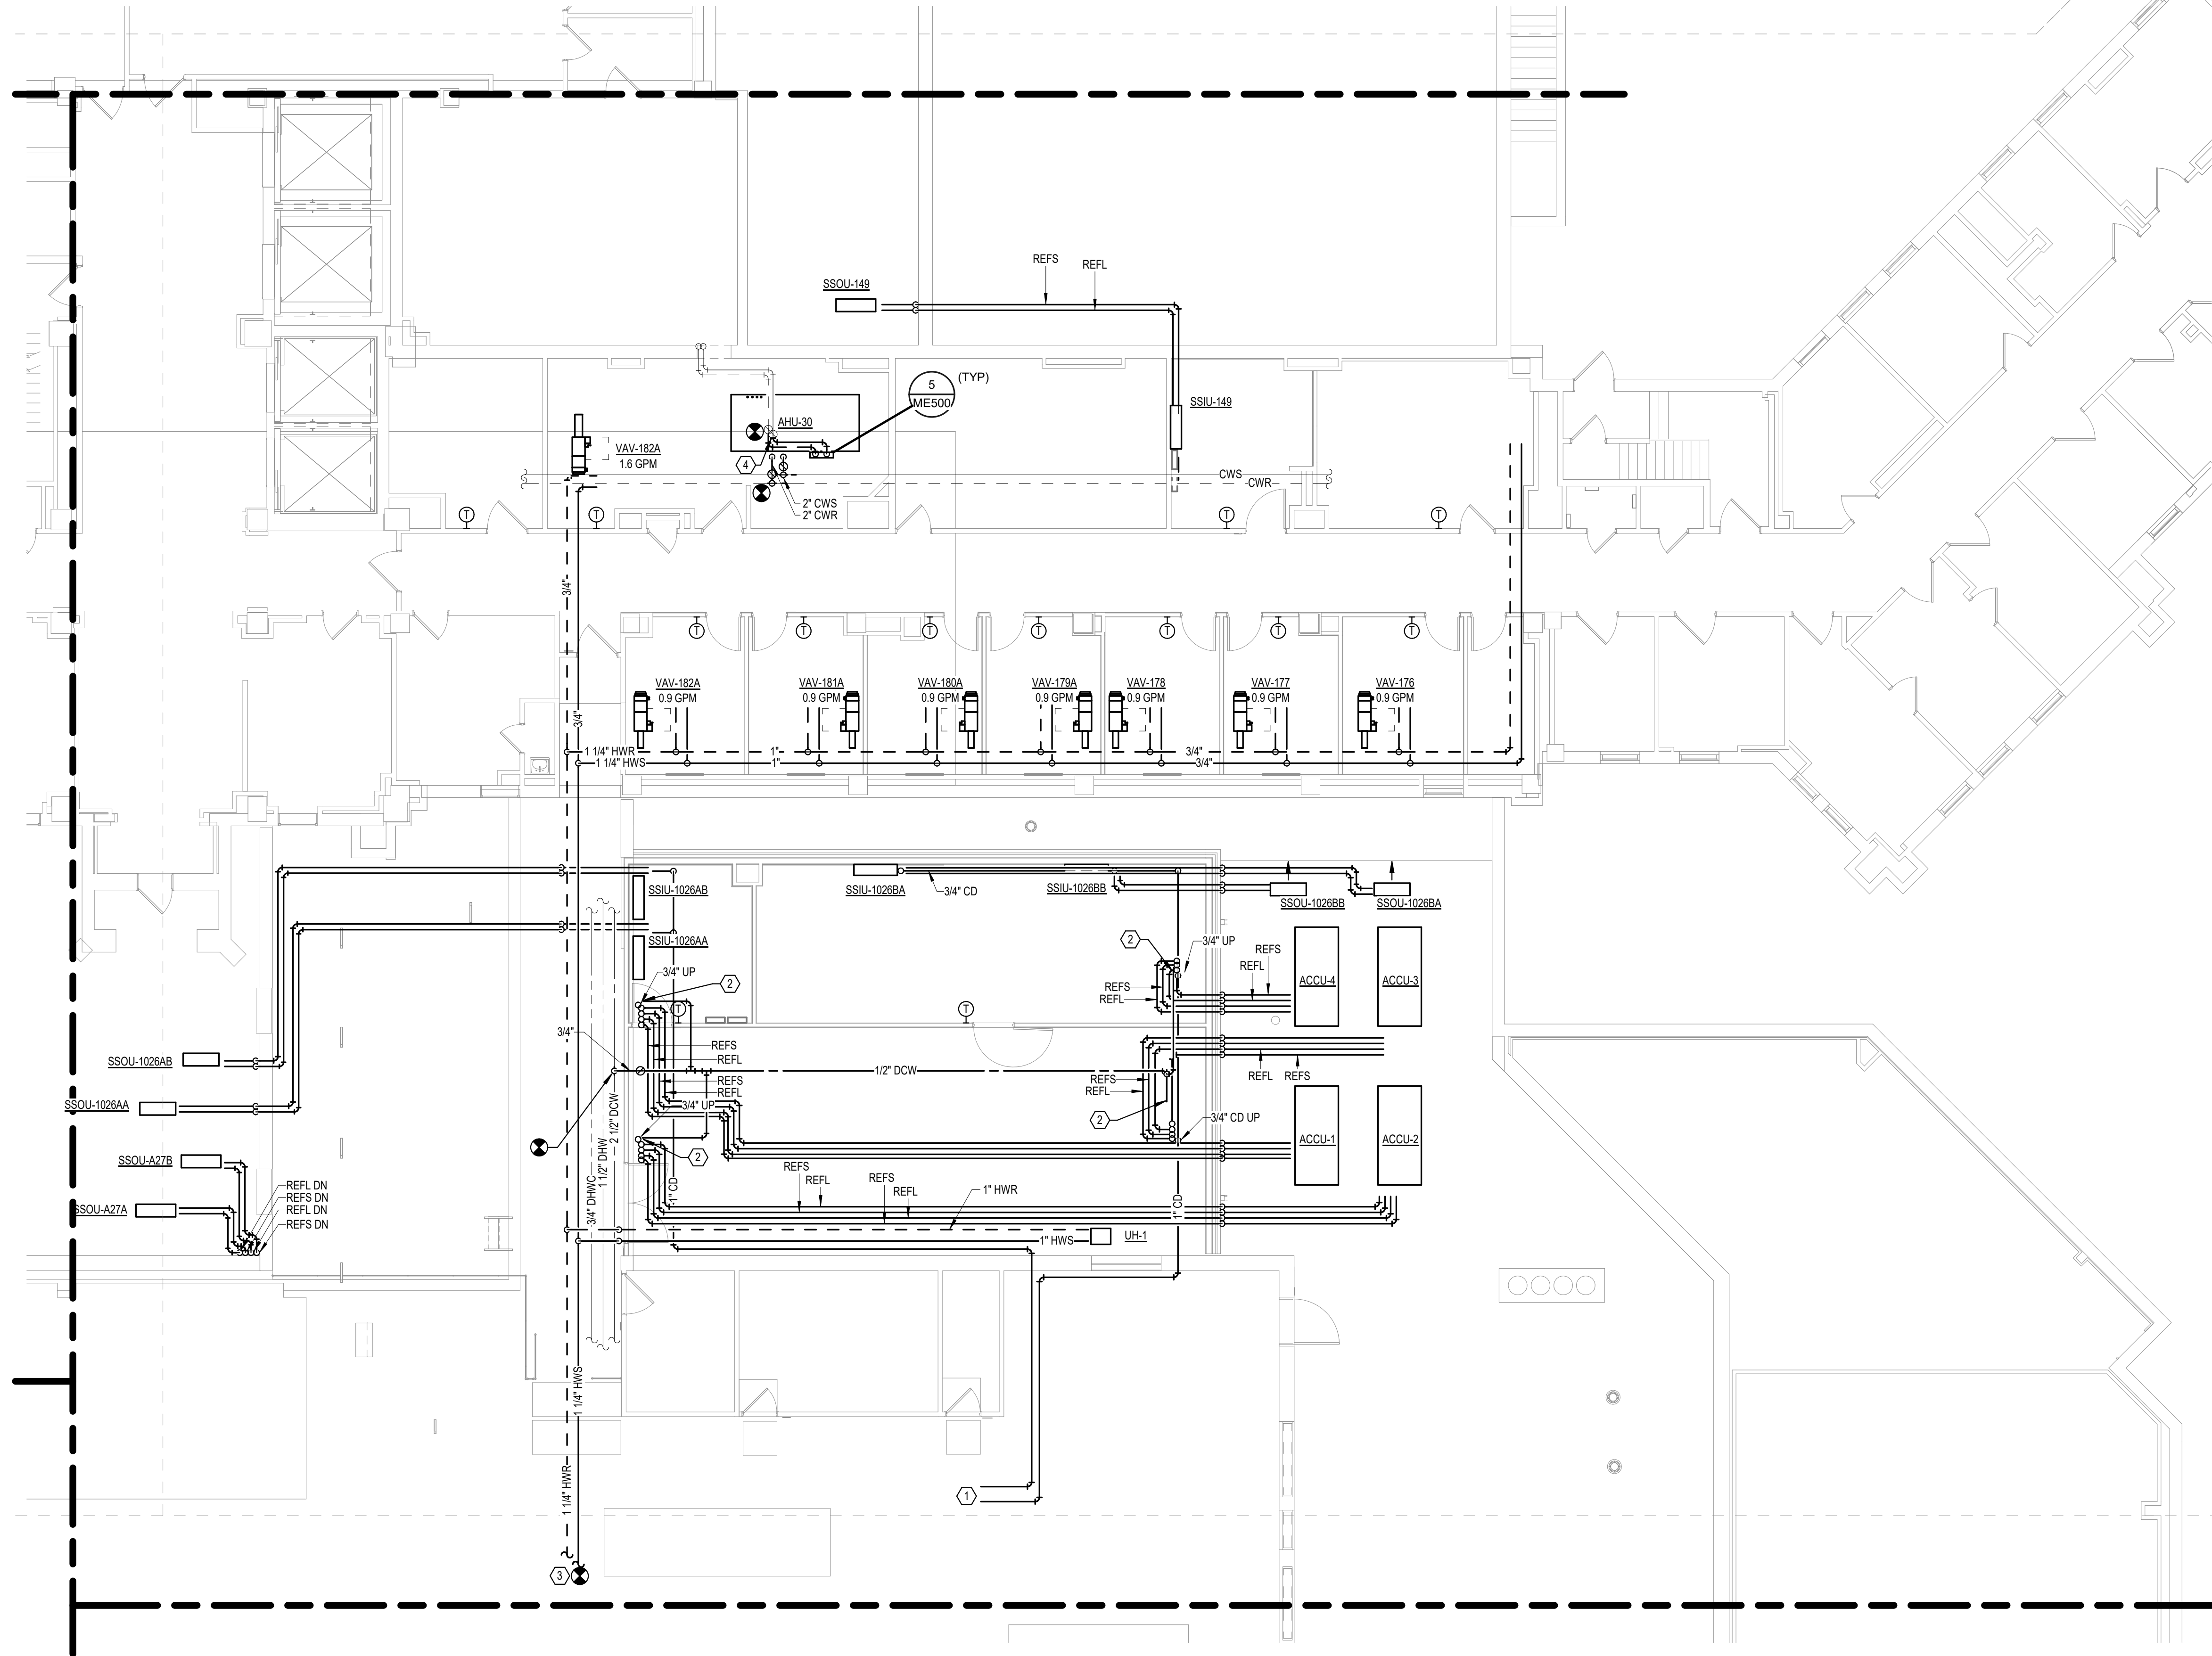 REFS
REFL
SSOU-149
5
ME500
(TYP)
SSIU-149
AHU-30
VAV-182A
1.6 GPM
4
CWS
CWR
2" CWS
2" CWR
T
T
T
T
3/4"
T
T
T
T
T
T
T
VAV-182A
0.9 GPM
VAV-181A
0.9 GPM
VAV-180A
0.9 GPM
VAV-179A
0.9 GPM
VAV-178
0.9 GPM
VAV-177
0.9 GPM
VAV-176
0.9 GPM
3/4"
1 1/4" HWR
1"
3/4"
1 1/4" HWS
1"
3/4"
SSIU-1026AB
SSIU-1026BA
3/4" CD
SSIU-1026BB
SSOU-1026BB
SSOU-1026BA
SSIU-1026AA
2
3/4" UP
REFS
REFL
3/4" UP
2
REFS
REFL
ACCU-4
ACCU-3
T
T
3/4"
REFS
REFL
SSOU-1026AB
1/2" DCW
REFS
REFL
REFS
REFL
REFL
REFS
SSOU-1026AA
3/4" UP
2
3/4" CD UP
2 1/2" DCW
1 1/2" DHW
3/4" DHWC
ACCU-1
ACCU-2
2
SSOU-A27B
REFS
REFL
REFS
REFL
1" HWR
1" CD
1" CD
REFL DN
REFS DN
REFL DN
REFS DN
SSOU-A27A
1" HWS
UH-1
1 1/4" HWS
1 1/4" HWR
1
3